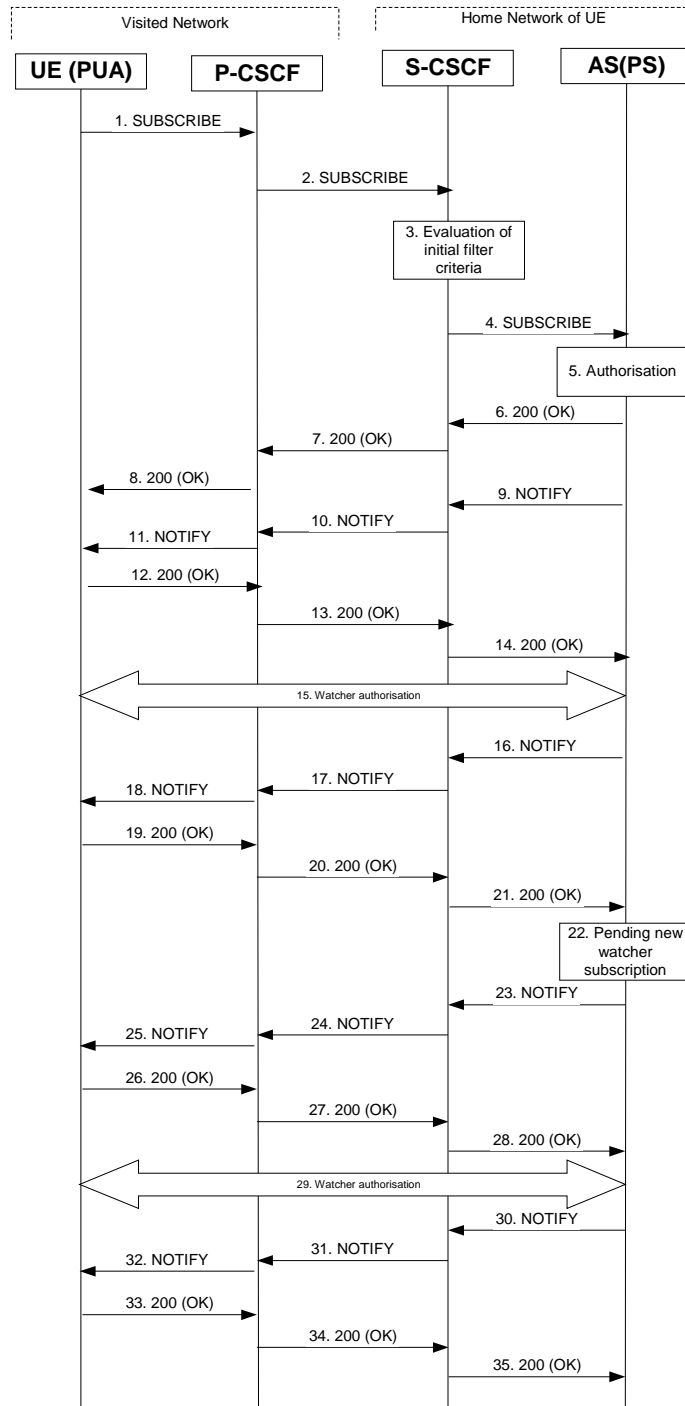 Visited Network
Home Network of UE
UE (PUA)
P-CSCF
S-CSCF
AS(PS)
1. SUBSCRIBE
2. SUBSCRIBE
3. Evaluation of
initial filter
criteria
4. SUBSCRIBE
5. Authorisation
6. 200 (OK)
7. 200 (OK)
8. 200 (OK)
9. NOTIFY
10. NOTIFY
11. NOTIFY
12. 200 (OK)
13. 200 (OK)
14. 200 (OK)
15. Watcher authorisation
16. NOTIFY
17. NOTIFY
18. NOTIFY
19. 200 (OK)
20. 200 (OK)
21. 200 (OK)
22. Pending new
watcher
subscription
23. NOTIFY
24. NOTIFY
25. NOTIFY
26. 200 (OK)
27. 200 (OK)
28. 200 (OK)
29. Watcher authorisation
30. NOTIFY
31. NOTIFY
32. NOTIFY
33. 200 (OK)
34. 200 (OK)
35. 200 (OK)